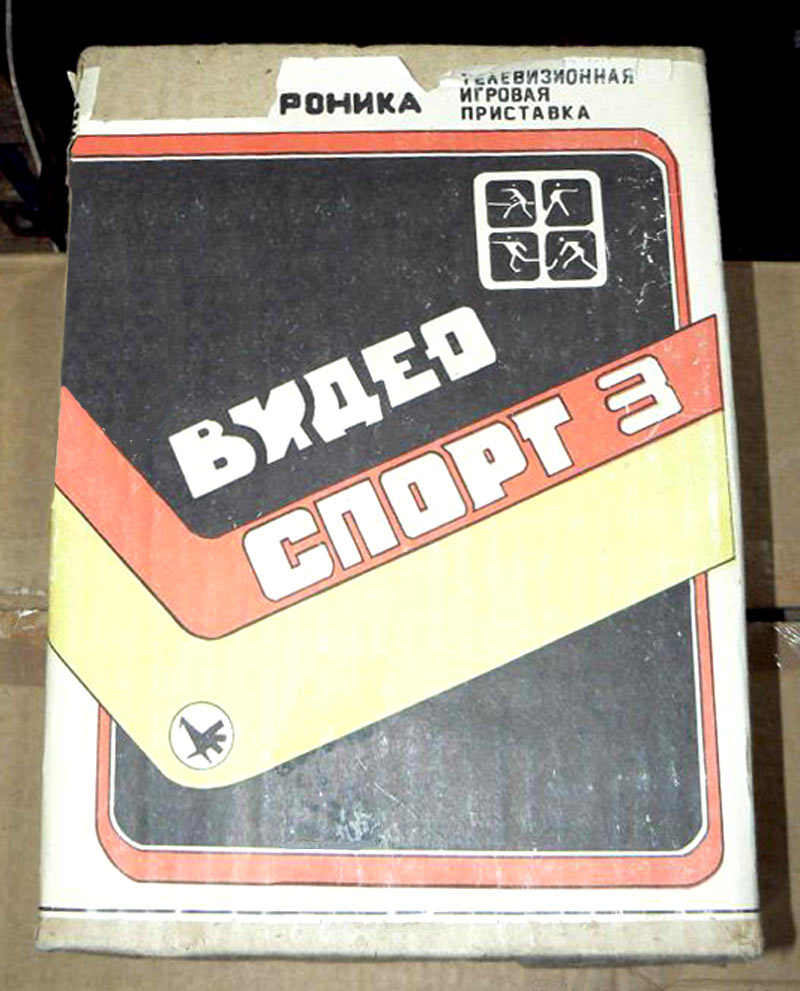 РОНИКА
ТЕЛЕВИЗИОННАЯ
ИГРОВАЯ
ПРИСТАВКА
ВИДЕО
СПОРТ 3